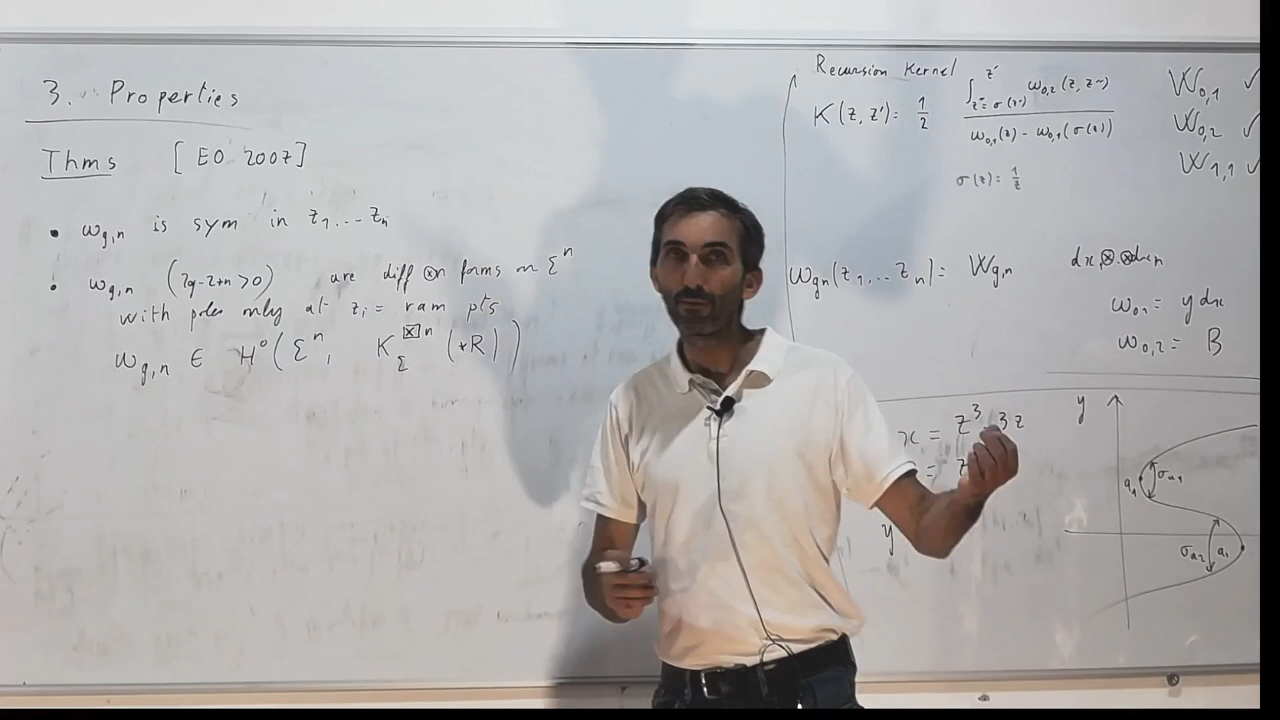 3. Properties
Thms [EO 2007]
• ω_{g,n} is sym in z_1 ... z_n
• ω_{g,n} (2g-2+n>0) are diff ⊗n forms on Σ^n
with poles only at z_i = ram pts
ω_{g,n} ∈ H^0(Σ^n, K_Σ^{⊠n}(*R))
Recursion Kernel
K(z, z') = 1/2 ∫_{z''=σ(z')}^{z'} ω_{0,2}(z, z'') / (ω_{0,1}(z) - ω_{0,1}(σ(z)))
σ(z) = 1/z
W_{0,1} ✓
W_{0,2} ✓
W_{1,1} ✓
ω_{gn}(z_1, ... z_n) = W_{g,n} dx_1⊗..⊗dx_n
ω_{0,1} = ydx
ω_{0,2} = B
x = z^3-3z
= z
y
y
a_1 σ_{a_1}
σ_{a_2} a_1